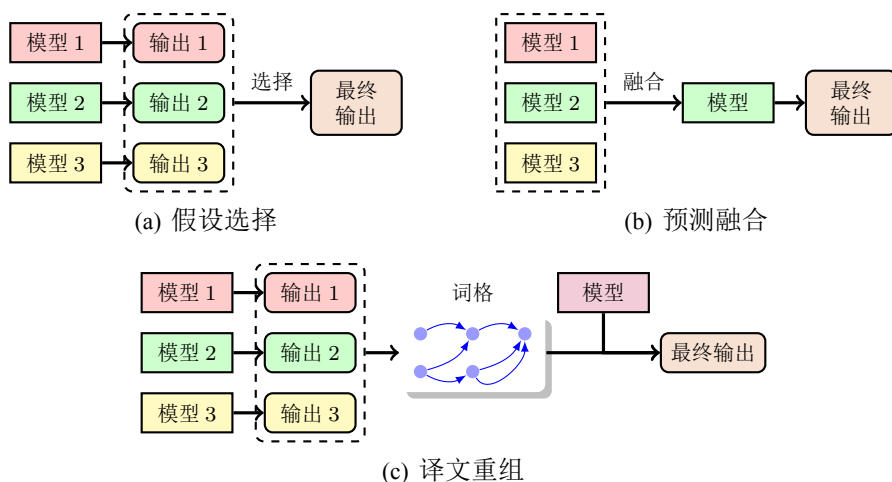 模型 1
输出 1
模型 2
输出 2
模型 3
输出 3
选择
最终
输出
(a) 假设选择
模型 1
模型 2
模型 3
融合
模型
最终
输出
(b) 预测融合
模型 1
输出 1
模型 2
输出 2
模型 3
输出 3
词格
模型
最终输出
(c) 译文重组